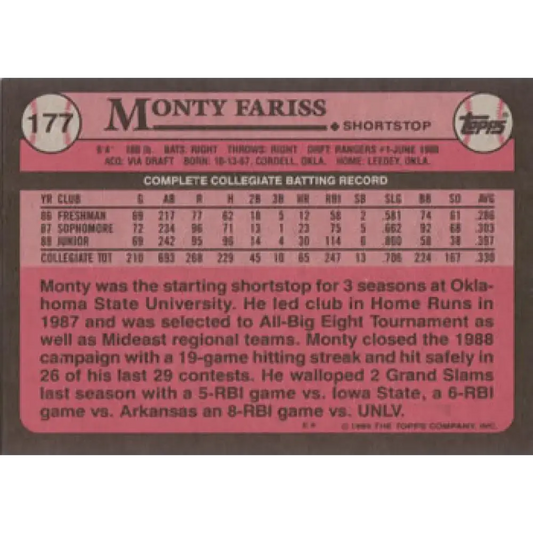 177
MONTY FARISS
SHORTSTOP
Topps
6'4" 180 lb. BATS: RIGHT THROWS: RIGHT DRFT: RANGERS #1-JUNE 1988
ACQ: VIA DRAFT BORN: 10-13-67, CORDELL, OKLA. HOME: LEEDEY, OKLA.
COMPLETE COLLEGIATE BATTING RECORD
YR CLUB G AB R H 2B 3B HR RBI SB SLG BB SO AVG
86 FRESHMAN 69 217 77 62 18 5 12 58 2 .581 74 61 .286
87 SOPHOMORE 72 234 96 71 13 1 23 75 5 .662 92 68 .303
88 JUNIOR 69 242 95 96 14 4 30 114 6 .860 58 38 .397
COLLEGIATE TOT 210 693 268 229 45 10 65 247 13 .706 224 167 .330
Monty was the starting shortstop for 3 seasons at Okla-
homa State University. He led club in Home Runs in
1987 and was selected to All-Big Eight Tournament as
well as Mideast regional teams. Monty closed the 1988
campaign with a 19-game hitting streak and hit safely in
26 of his last 29 contests. He walloped 2 Grand Slams
last season with a 5-RBI game vs. Iowa State, a 6-RBI
game vs. Arkansas an 8-RBI game vs. UNLV.
© 1989 THE TOPPS COMPANY, INC.